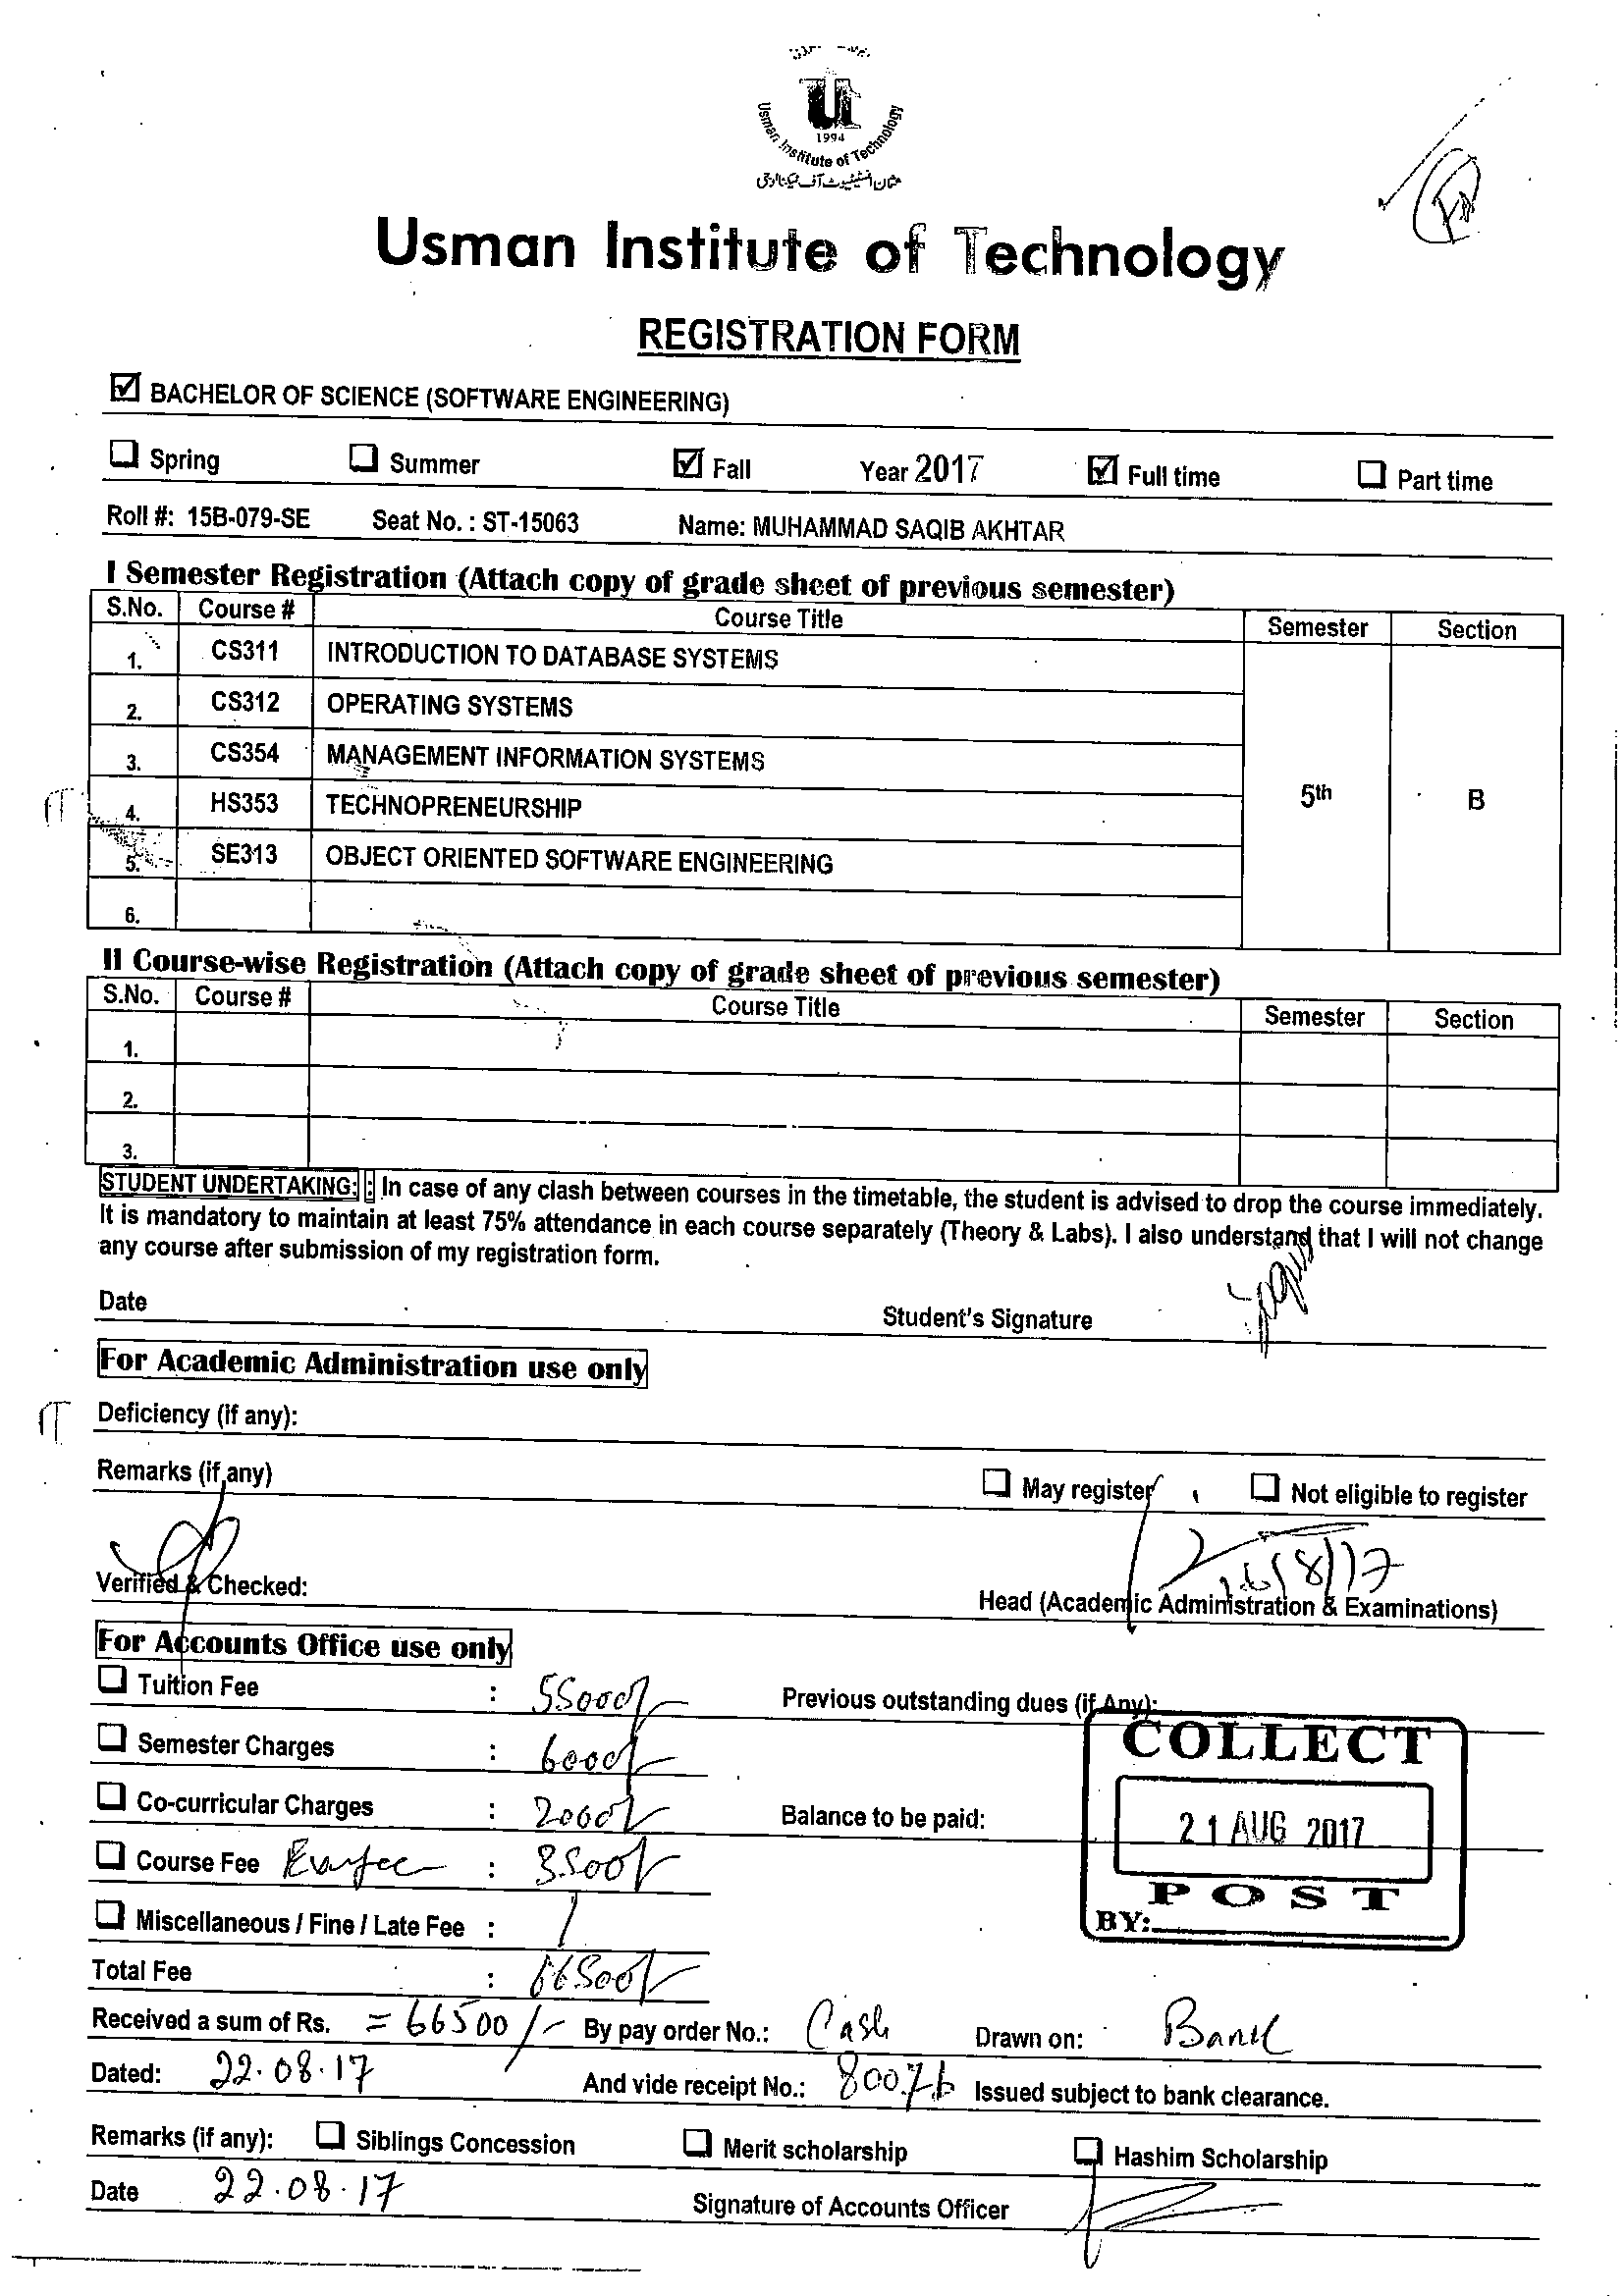 1994
Usman Institute of Technology
عثمان انسٹیٹیوٹ آف ٹیکنالوجی
Usman Institute of Technology
REGISTRATION FORM
☑ BACHELOR OF SCIENCE (SOFTWARE ENGINEERING)
☐ Spring ☐ Summer ☑ Fall Year 2017 ☑ Full time ☐ Part time
Roll #: 15B-079-SE Seat No. : ST-15063 Name: MUHAMMAD SAQIB AKHTAR
I Semester Registration (Attach copy of grade sheet of previous semester)
S.No. Course # Course Title Semester Section
1. CS311 INTRODUCTION TO DATABASE SYSTEMS
2. CS312 OPERATING SYSTEMS
3. CS354 MANAGEMENT INFORMATION SYSTEMS
4. HS353 TECHNOPRENEURSHIP 5th B
5. SE313 OBJECT ORIENTED SOFTWARE ENGINEERING
6.
II Course-wise Registration (Attach copy of grade sheet of previous semester)
S.No. Course # Course Title Semester Section
1.
2.
3.
STUDENT UNDERTAKING: : In case of any clash between courses in the timetable, the student is advised to drop the course immediately.
It is mandatory to maintain at least 75% attendance in each course separately (Theory & Labs). I also understand that I will not change
any course after submission of my registration form.
Date Student's Signature
For Academic Administration use only
Deficiency (if any):
Remarks (if any) ☐ May register ☐ Not eligible to register
Verified & Checked: Head (Academic Administration & Examinations)
For Accounts Office use only
☐ Tuition Fee : 55000/- Previous outstanding dues (if Any):
☐ Semester Charges : 6000/-
☐ Co-curricular Charges : 2000/- Balance to be paid:
☐ Course Fee Exam fee : 3500/-
☐ Miscellaneous / Fine / Late Fee : /
COLLECT
21 AUG 2017
POST
BY:
Total Fee : 66500/-
Received a sum of Rs. = 66500/- By pay order No.: Cash Drawn on: Bank
Dated: 22.08.17 And vide receipt No.: 80076 Issued subject to bank clearance.
Remarks (if any): ☐ Siblings Concession ☐ Merit scholarship ☐ Hashim Scholarship
Date 22.08.17 Signature of Accounts Officer